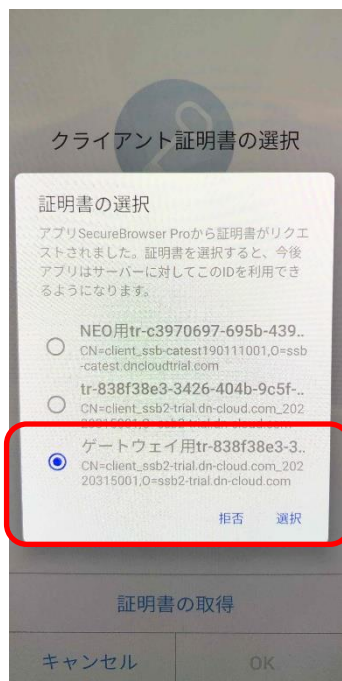 クライアント証明書の選択
証明書の選択
アプリSecureBrowser Proから証明書がリクエ
ストされました。証明書を選択すると、今後
アプリはサーバーに対してこのIDを利用でき
るようになります。
NEO用tr-c3970697-695b-439..
CN=client_ssb-catest190111001,O=ssb
-catest.dncloudtrial.com
tr-838f38e3-3426-404b-9c5f-..
CN=client_ssb2-trial.dn-cloud.com_202
20315001,O=ssb2-trial.dn-cloud.com
ゲートウェイ用tr-838f38e3-3..
CN=client_ssb2-trial.dn-cloud.com_202
20315001,O=ssb2-trial.dn-cloud.com
拒否 選択
証明書の取得
キャンセル OK